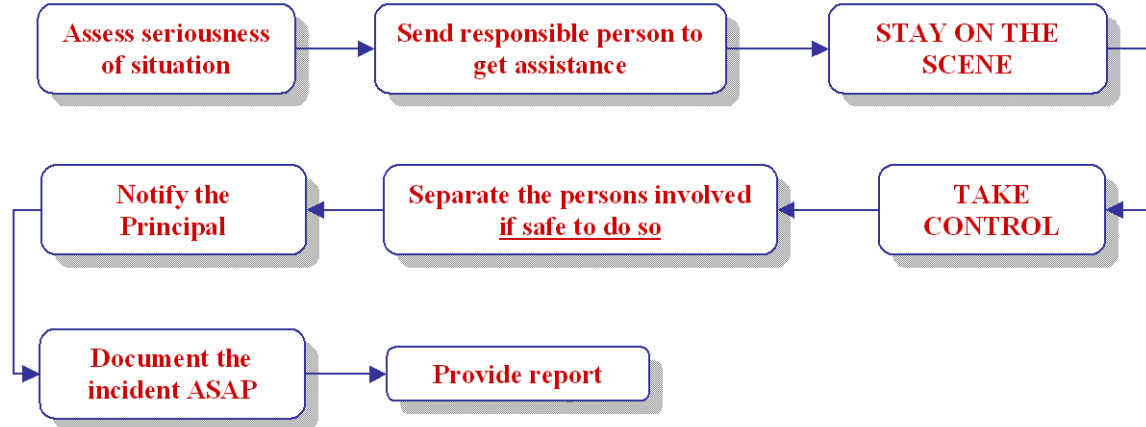 Assess seriousness
of situation
Send responsible person to
get assistance
STAY ON THE
SCENE
TAKE
CONTROL
Separate the persons involved
if safe to do so
Notify the
Principal
Document the
incident ASAP
Provide report